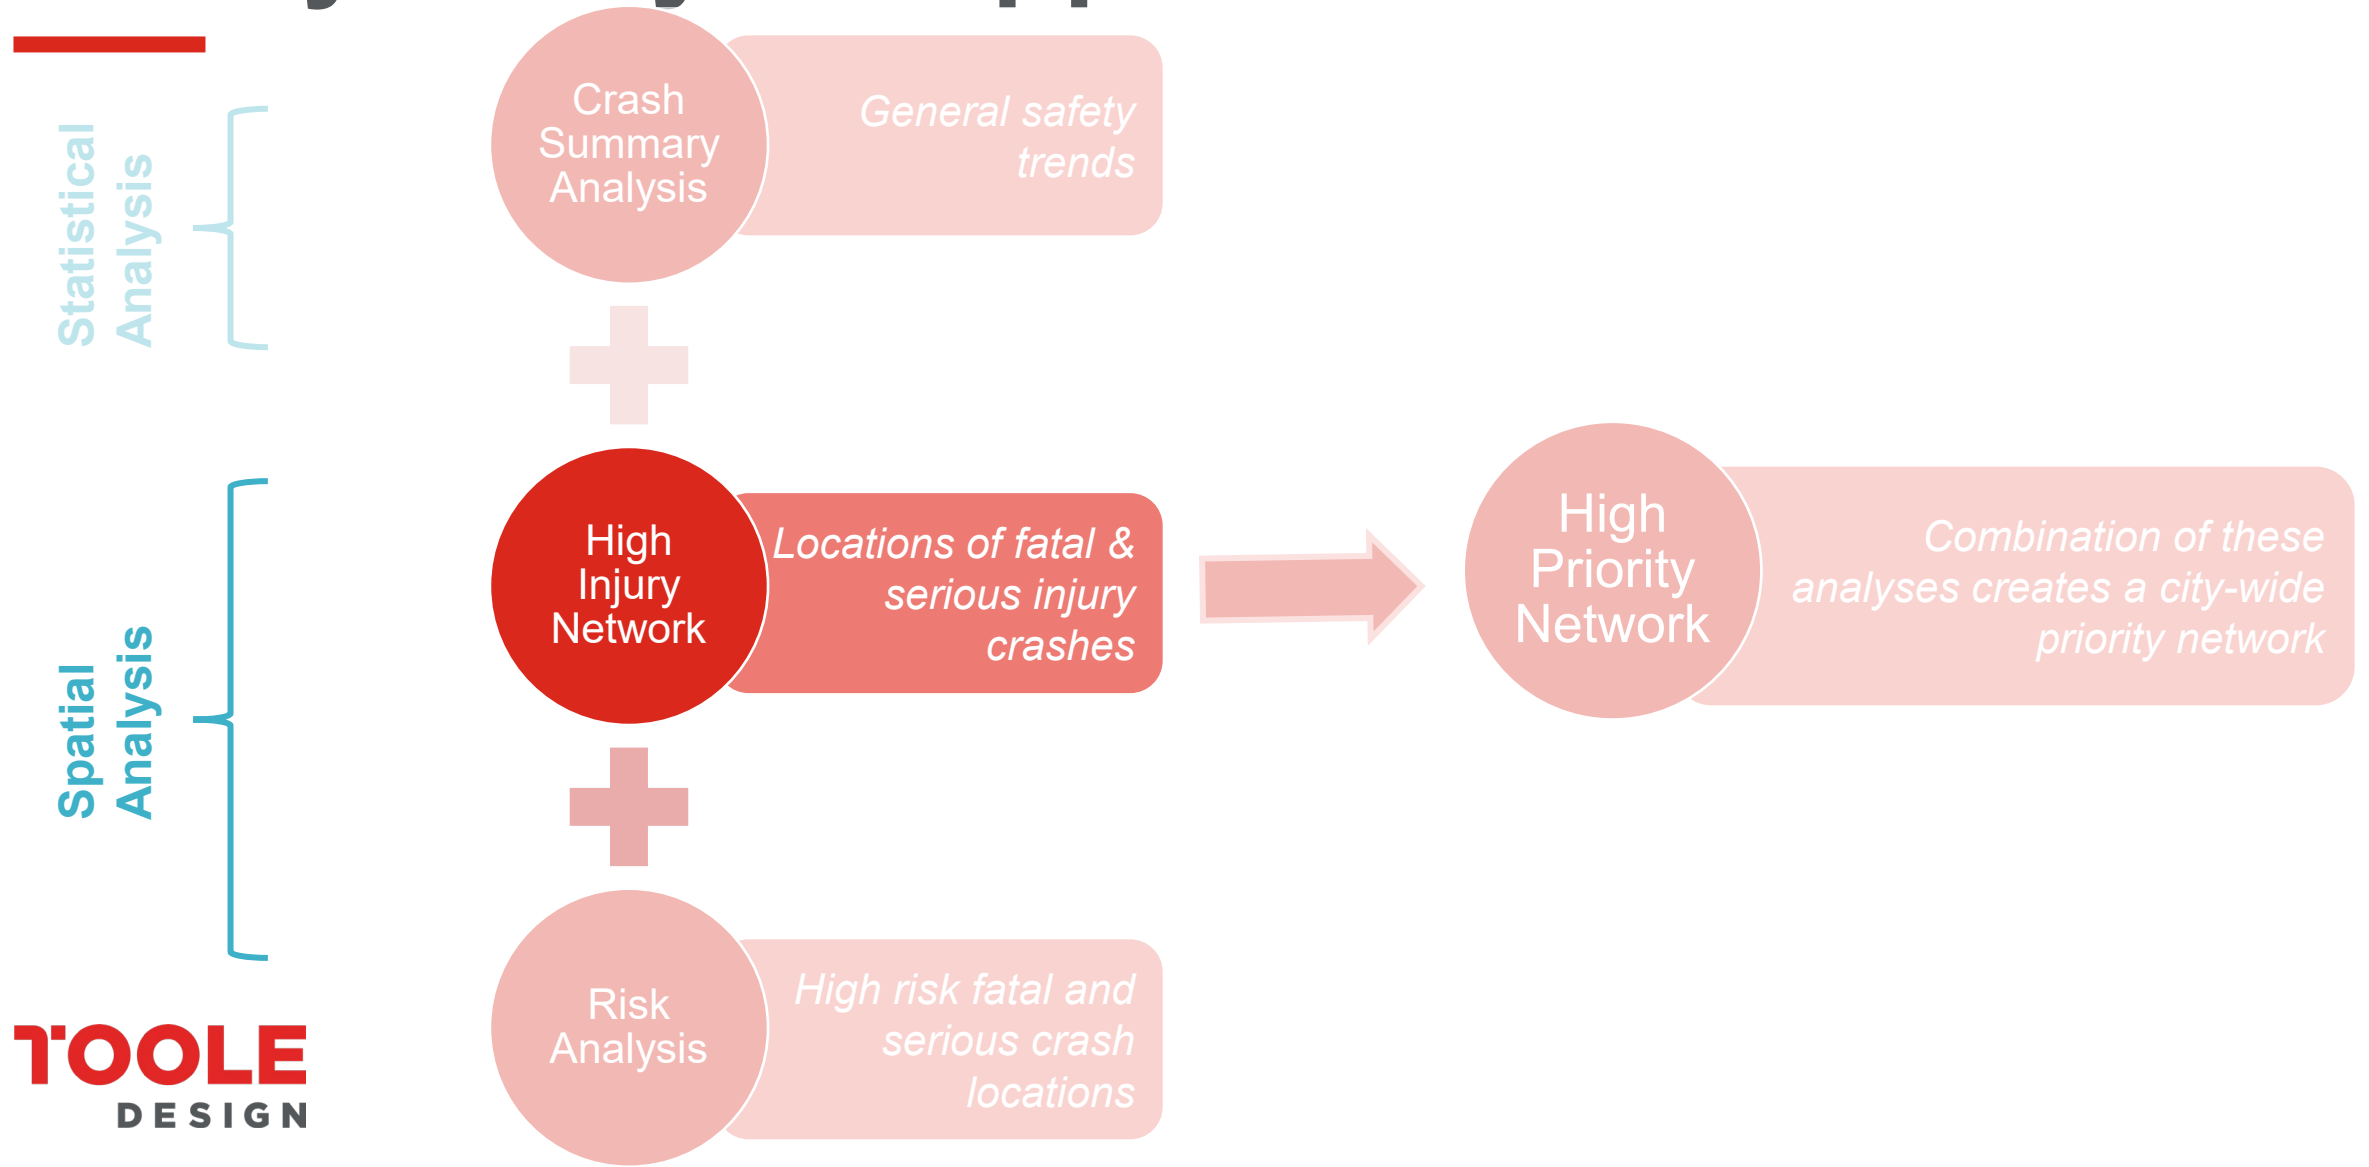 Statistical
Analysis
Crash
Summary
Analysis
General safety
trends
Spatial
Analysis
High
Injury
Network
Locations of fatal &
serious injury
crashes
High
Priority
Network
Combination of these
analyses creates a city-wide
priority network
Risk
Analysis
High risk fatal and
serious crash
locations
TOOLE
DESIGN